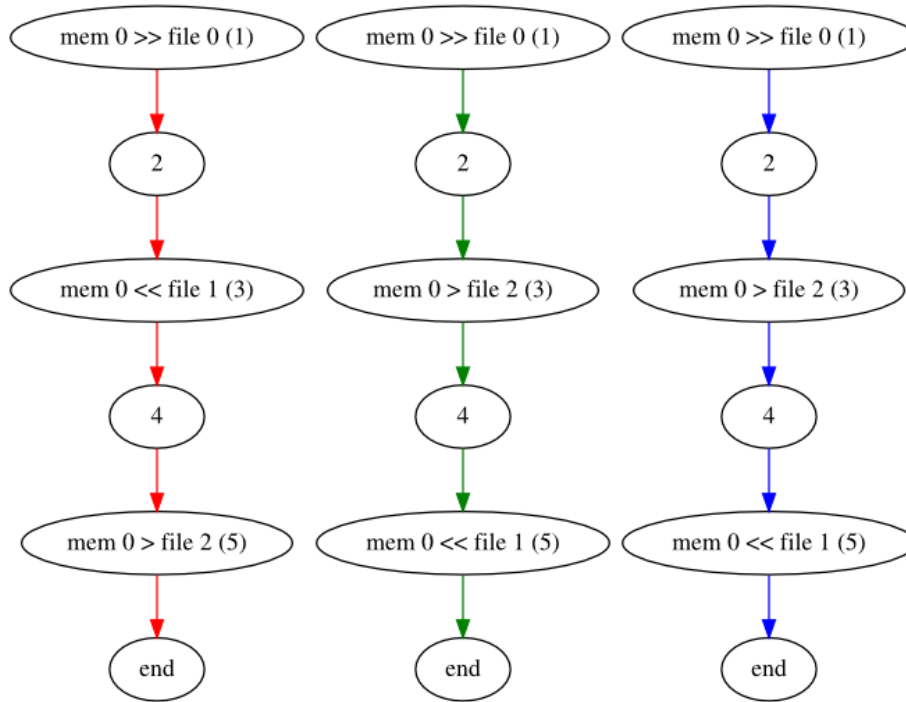 mem 0 >> file 0 (1)
mem 0 >> file 0 (1)
mem 0 >> file 0 (1)
2
2
2
mem 0 << file 1 (3)
mem 0 > file 2 (3)
mem 0 > file 2 (3)
4
4
4
mem 0 > file 2 (5)
mem 0 << file 1 (5)
mem 0 << file 1 (5)
end
end
end